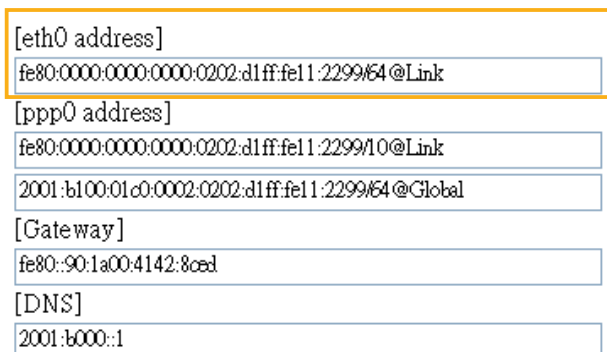 [eth0 address]
fe80:0000:0000:0000:0202:d1ff:fe11:2299/64@Link
[ppp0 address]
fe80:0000:0000:0000:0202:d1ff:fe11:2299/10@Link
2001:b100:01c0:0002:0202:d1ff:fe11:2299/64@Global
[Gateway]
fe80::90:1a00:4142:8ced
[DNS]
2001:b000::1